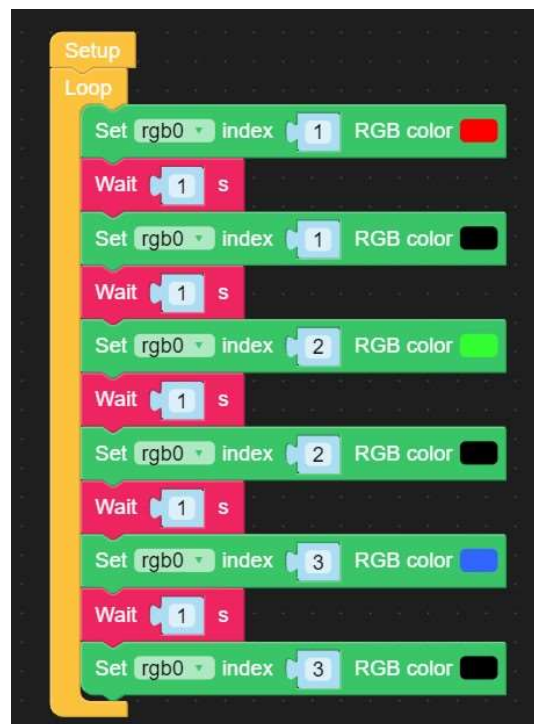 Setup
Loop
Set rgb0 index 1 RGB color
Wait 1 s
Set rgb0 index 1 RGB color
Wait 1 s
Set rgb0 index 2 RGB color
Wait 1 s
Set rgb0 index 2 RGB color
Wait 1 s
Set rgb0 index 3 RGB color
Wait 1 s
Set rgb0 index 3 RGB color